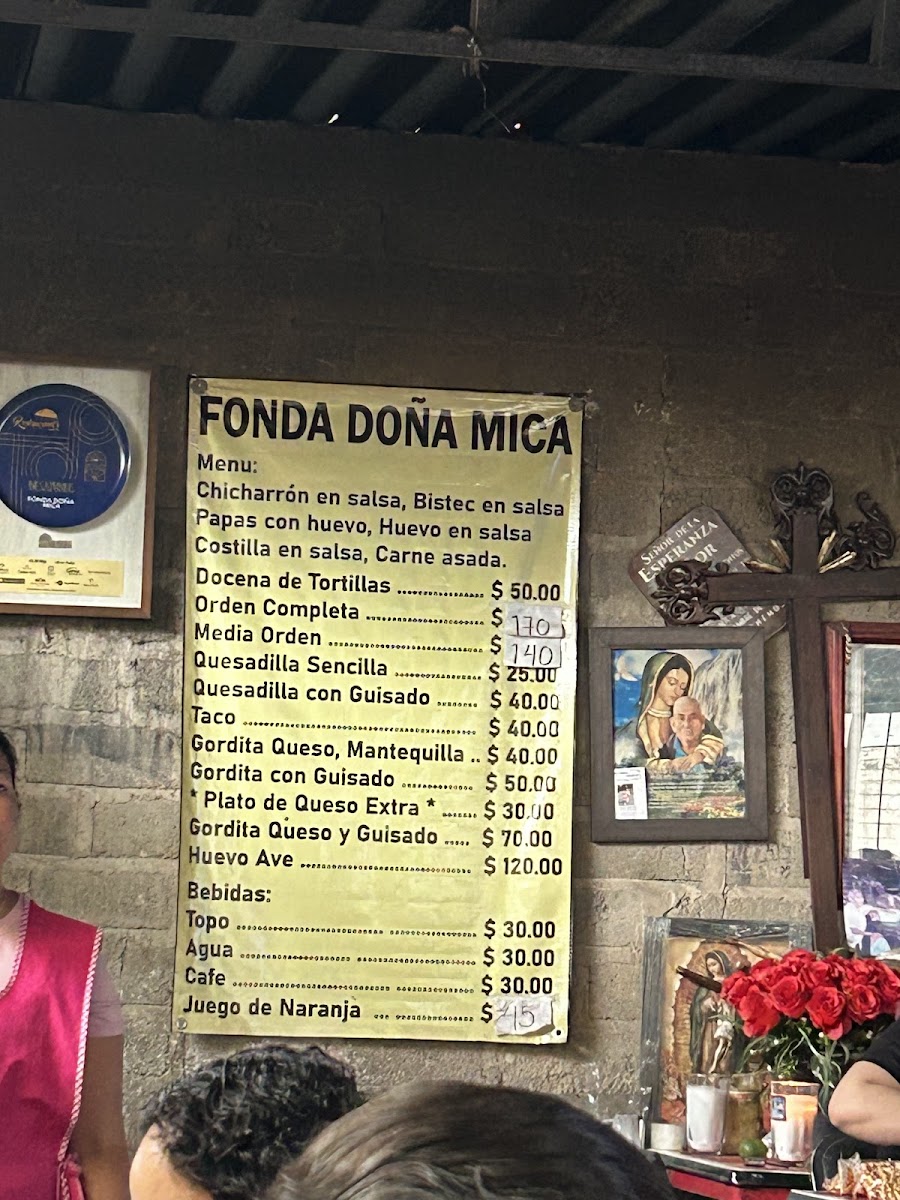 FONDA DOÑA MICA
Menu:
Chicharrón en salsa, Bistec en salsa
Papas con huevo, Huevo en salsa
Costilla en salsa, Carne asada.
Docena de Tortillas ................ $ 50.00
Orden Completa ...................... $ 170
Media Orden ............................ $ 140
Quesadilla Sencilla ................ $ 25.00
Quesadilla con Guisado ....... $ 40.00
Taco .......................................... $ 40.00
Gordita Queso, Mantequilla .. $ 40.00
Gordita con Guisado ............. $ 50.00
* Plato de Queso Extra * ...... $ 30.00
Gordita Queso y Guisado ..... $ 70.00
Huevo Ave ............................... $ 120.00
Bebidas:
Topo .......................................... $ 30.00
Agua .......................................... $ 30.00
Cafe ........................................... $ 30.00
Juego de Naranja ... ............... $ 45
FONDA DOÑA
MICA
SEÑOR DE LA
ESPERANZA